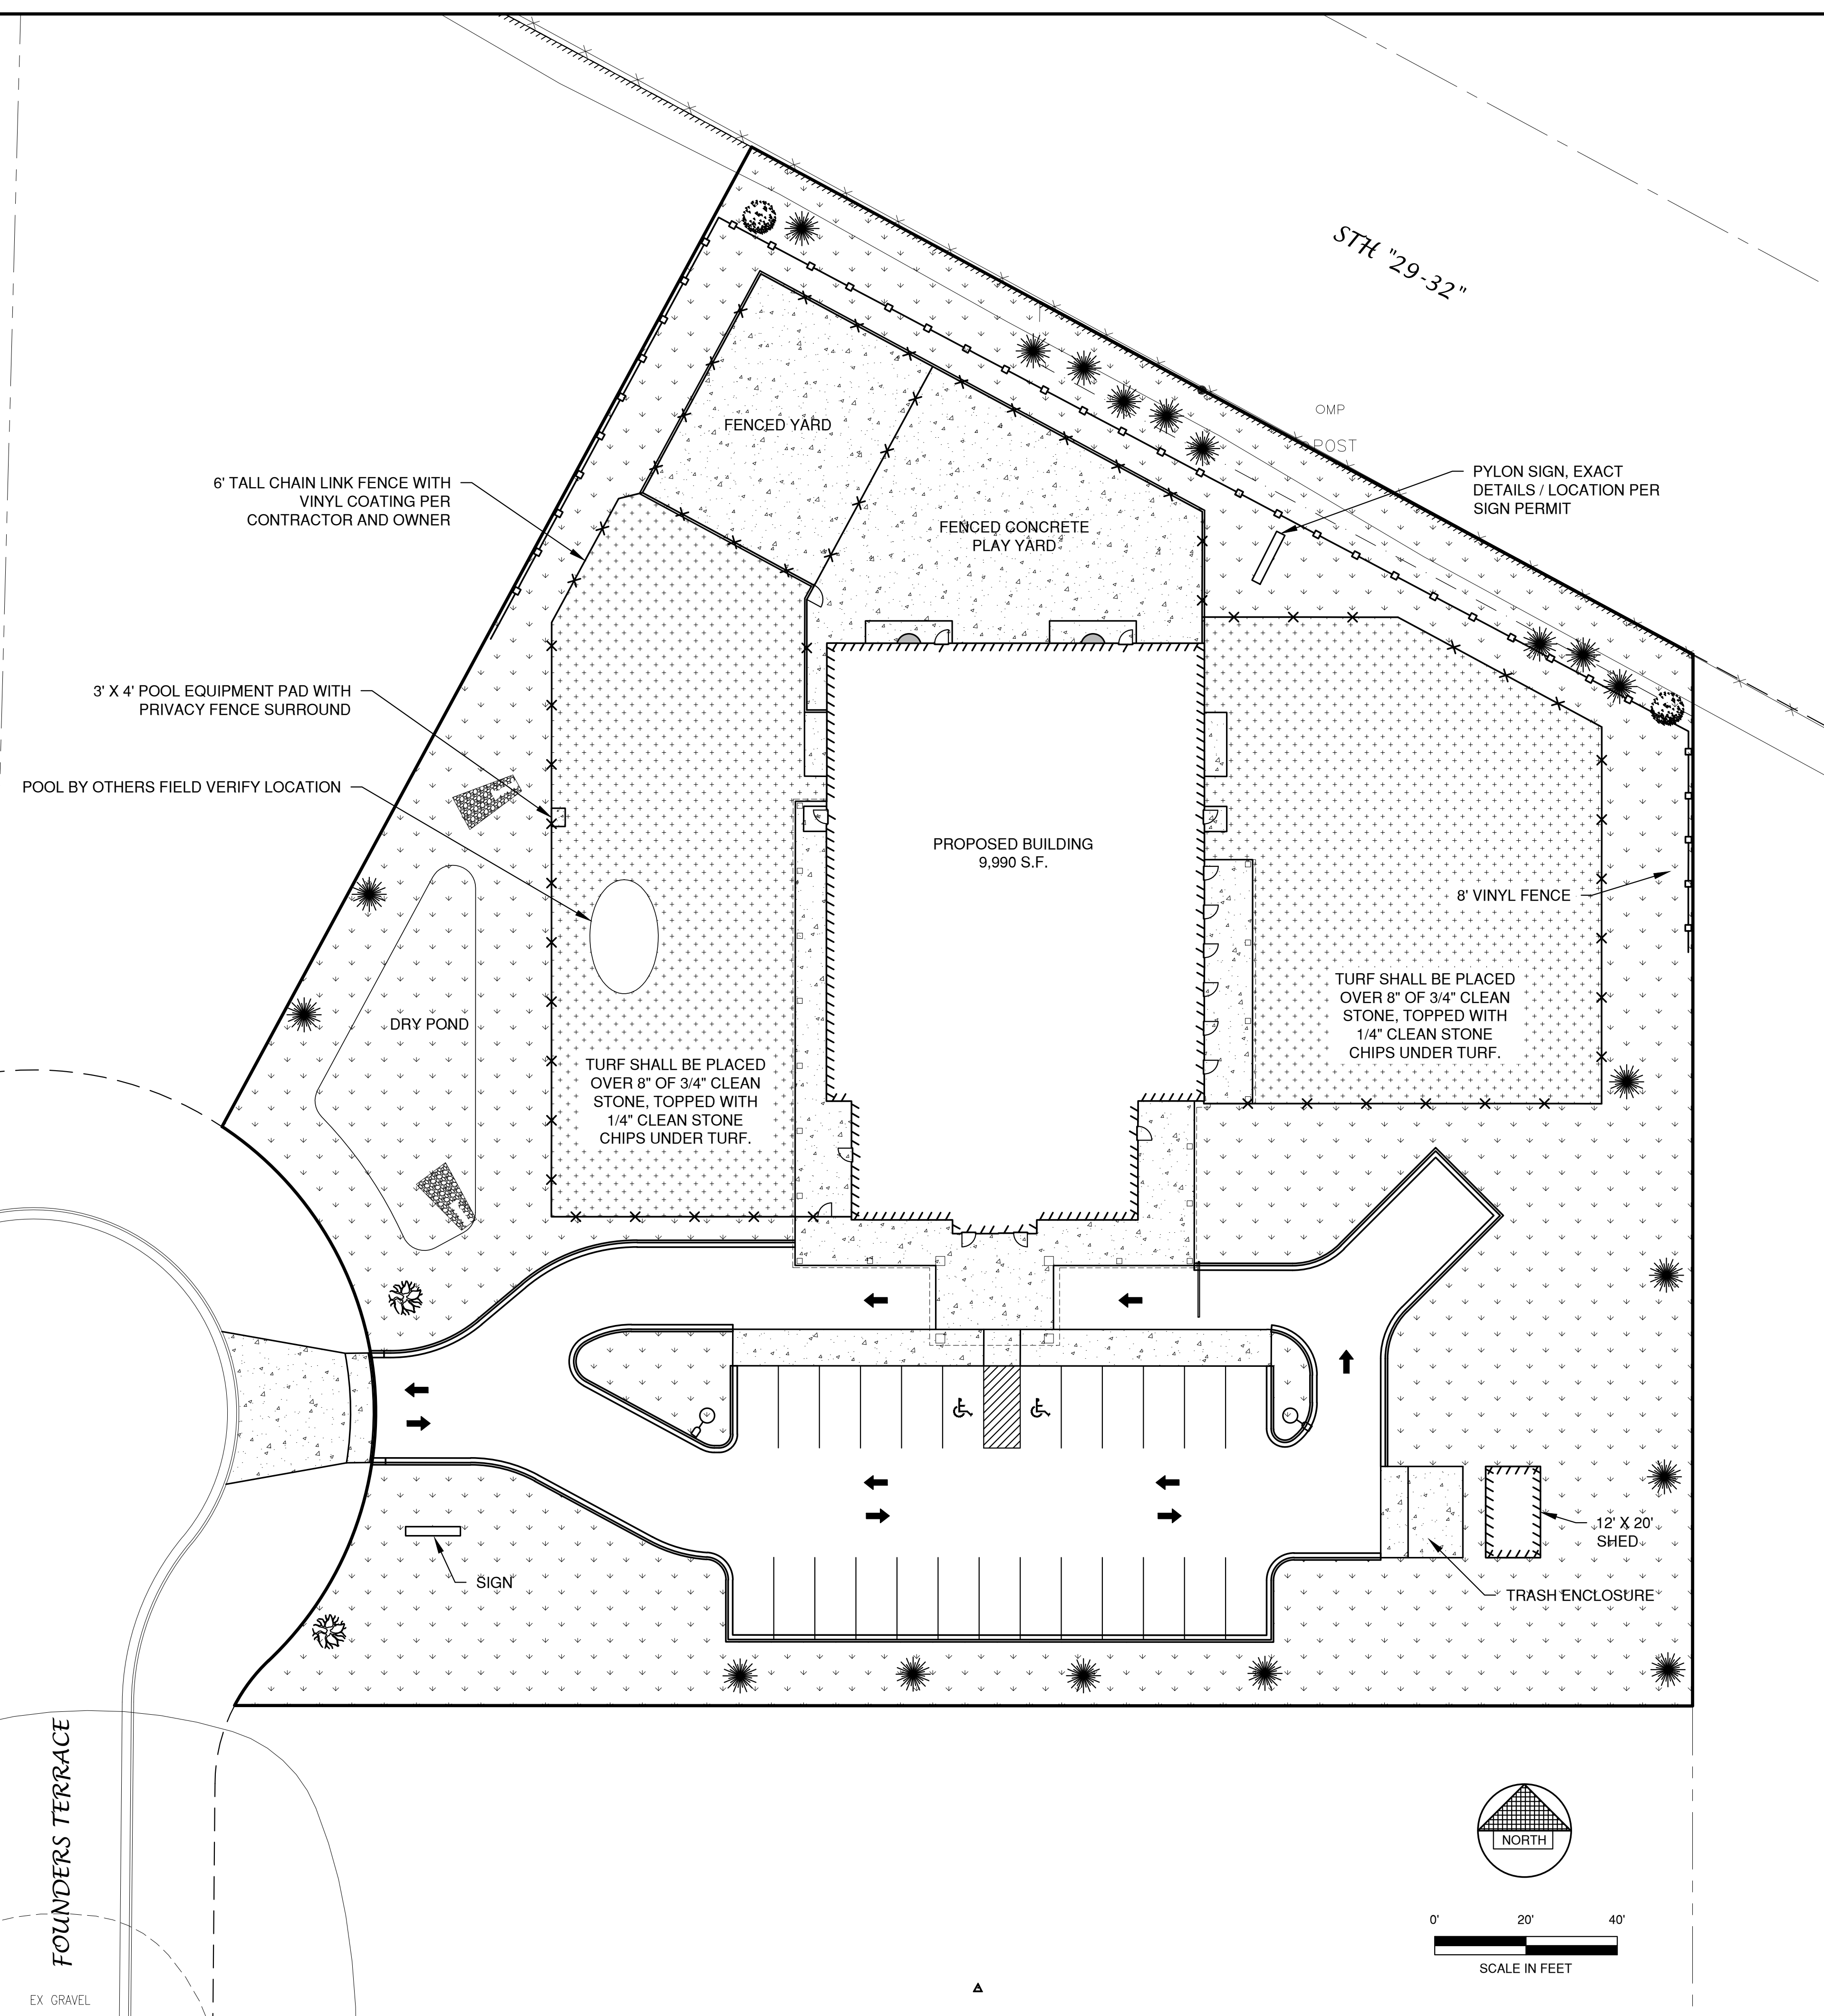 STH "29-32"
OMP
POST
FENCED YARD
6' TALL CHAIN LINK FENCE WITH
VINYL COATING PER
CONTRACTOR AND OWNER
PYLON SIGN, EXACT
DETAILS / LOCATION PER
SIGN PERMIT
FENCED CONCRETE
PLAY YARD
3' X 4' POOL EQUIPMENT PAD WITH
PRIVACY FENCE SURROUND
POOL BY OTHERS FIELD VERIFY LOCATION
PROPOSED BUILDING
9,990 S.F.
8' VINYL FENCE
DRY POND
TURF SHALL BE PLACED
OVER 8" OF 3/4" CLEAN
STONE, TOPPED WITH
1/4" CLEAN STONE
CHIPS UNDER TURF.
TURF SHALL BE PLACED
OVER 8" OF 3/4" CLEAN
STONE, TOPPED WITH
1/4" CLEAN STONE
CHIPS UNDER TURF.
12' X 20'
SHED
SIGN
TRASH ENCLOSURE
FOUNDERS TERRACE
EX GRAVEL
NORTH
0' 20' 40'
SCALE IN FEET